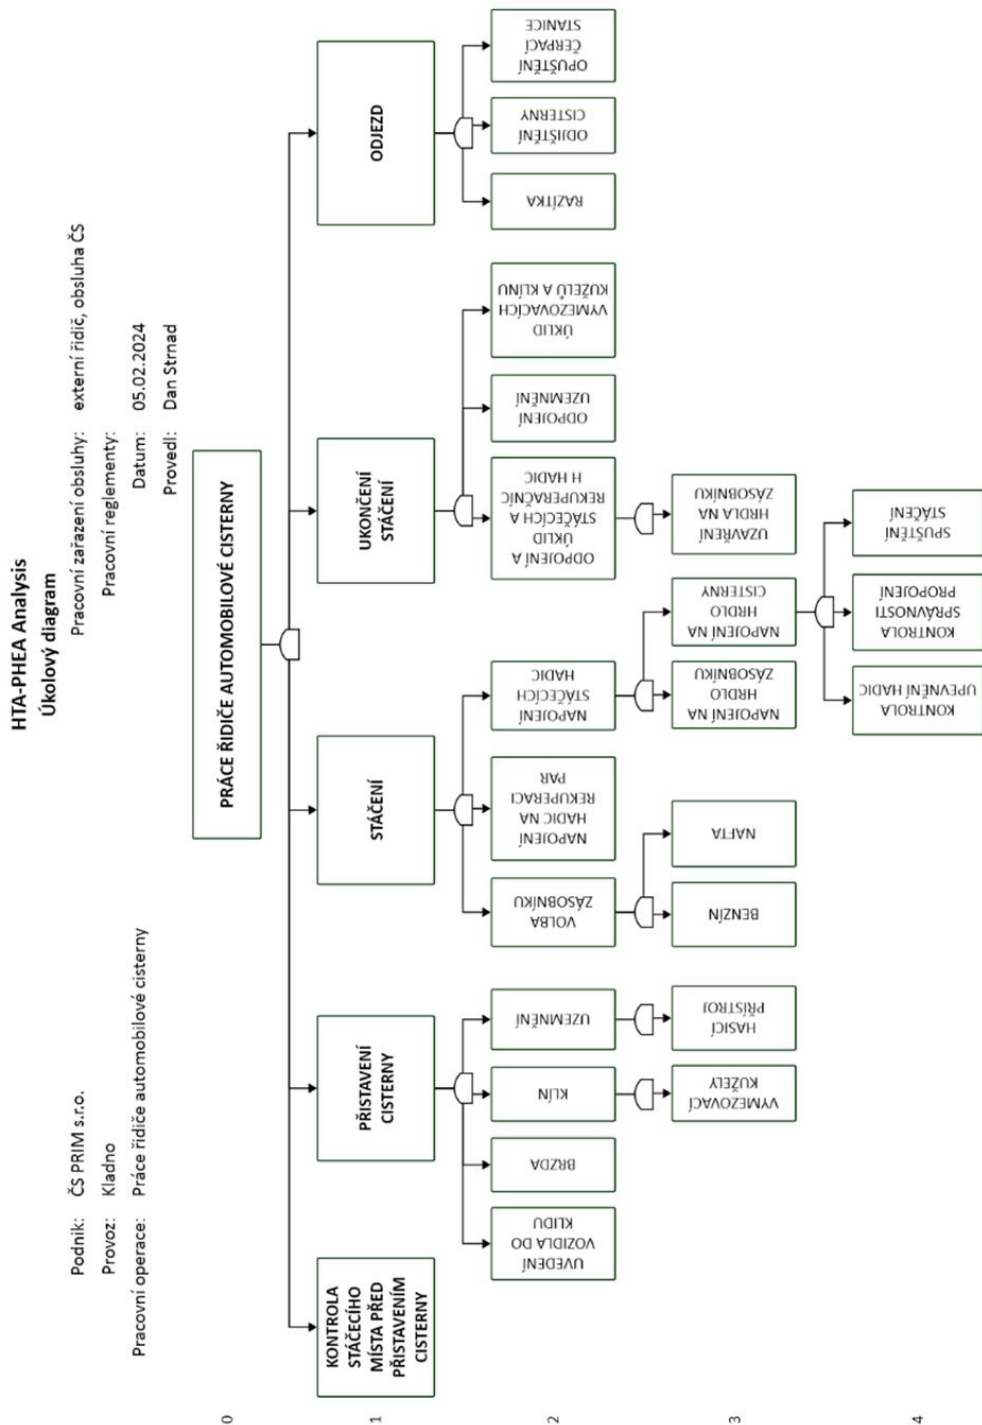 HTA-PHEA Analysis
Úkolový diagram
Podnik: ČS PRIM s.r.o.
Provoz: Kladno
Pracovní operace: Práce řidiče automobilové cisterny
Pracovní zařazení obsluhy: externí řidič, obsluha ČS
Pracovní reglementy:
Datum: 05.02.2024
Provedl: Dan Strnad
0
PRÁCE ŘIDIČE AUTOMOBILOVÉ CISTERNY
1
KONTROLA
STÁČECÍHO
MÍSTA PŘED
PŘISTAVENÍM
CISTERNY
PŘISTAVENÍ
CISTERNY
STÁČENÍ
UKONČENÍ
STÁČENÍ
ODJEZD
2
UVEDENÍ
VOZIDLA DO
KLIDU
BRZDA
KLÍN
UZEMNĚNÍ
VOLBA
ZÁSOBNÍKU
NAPOJENÍ
HADIC NA
REKUPERACI
PAR
NAPOJENÍ
STÁČECÍCH
HADIC
ODPOJENÍ A
ÚKLID
STÁČECÍCH A
REKUPERAČNÍC
H HADIC
ODPOJENÍ
UZEMNĚNÍ
ÚKLID
VYMEZOVACÍCH
KUŽELŮ A KLÍNU
RAZÍTKA
ODJIŠTĚNÍ
CISTERNY
OPUŠTĚNÍ
ČERPACÍ
STANICE
3
VYMEZOVACÍ
KUŽELY
HASICÍ
PŘÍSTROJ
BENZÍN
NAFTA
NAPOJENÍ NA
HRDLO
ZÁSOBNÍKU
NAPOJENÍ NA
HRDLO
CISTERNY
UZAVŘENÍ
HRDLA NA
ZÁSOBNÍKU
4
KONTROLA
UPEVNĚNÍ HADIC
KONTROLA
SPRÁVNOSTI
PROPOJENÍ
SPUŠTĚNÍ
STÁČENÍ